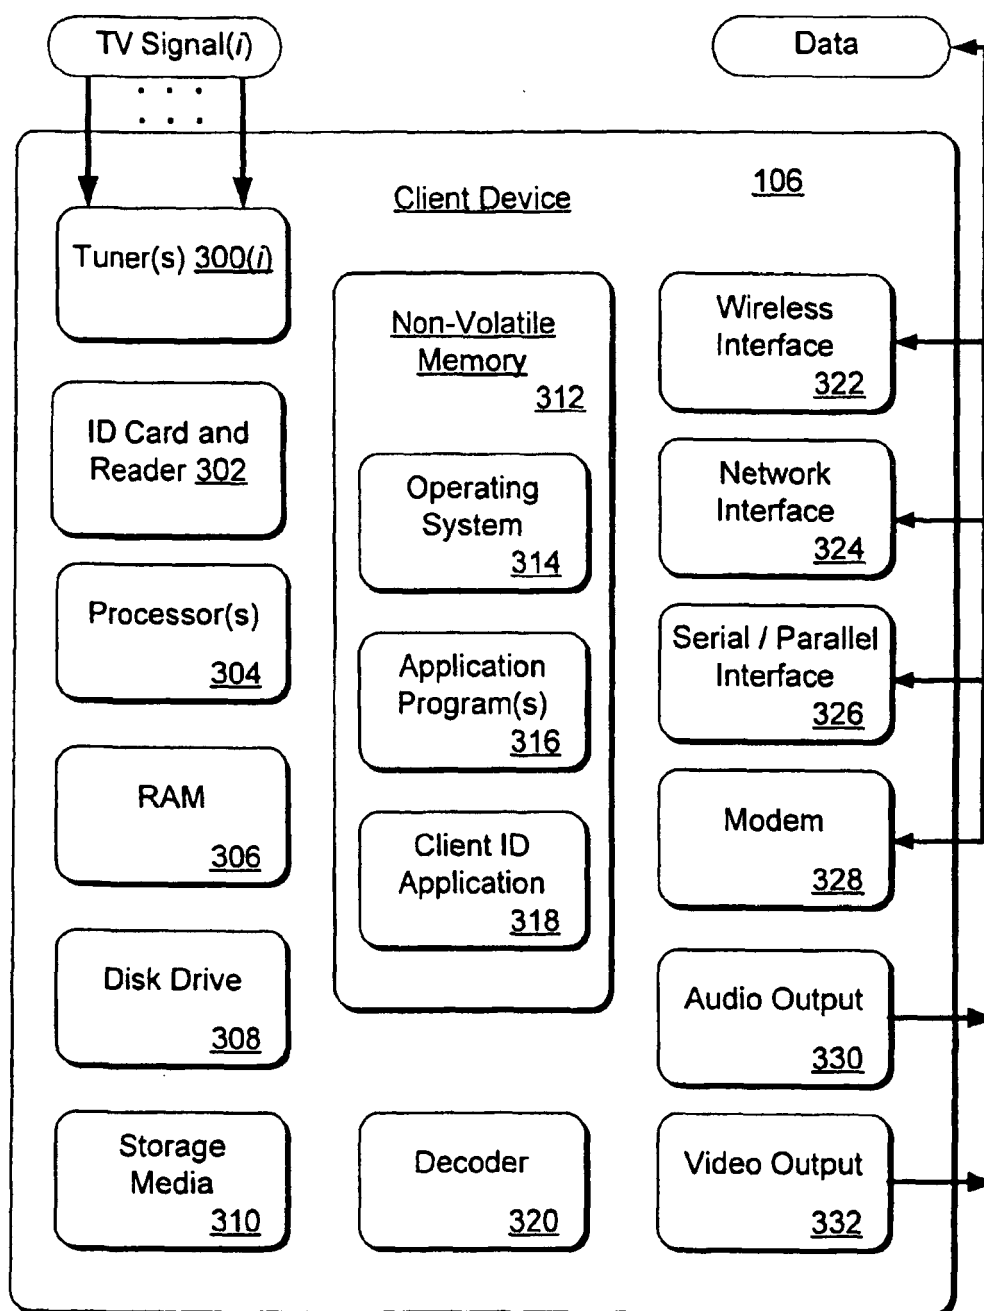 TV Signal(i)
Data
Client Device
106
Tuner(s) 300(i)
ID Card and
Reader 302
Processor(s)
304
RAM
306
Disk Drive
308
Storage
Media
310
Non-Volatile
Memory
312
Operating
System
314
Application
Program(s)
316
Client ID
Application
318
Decoder
320
Wireless
Interface
322
Network
Interface
324
Serial / Parallel
Interface
326
Modem
328
Audio Output
330
Video Output
332